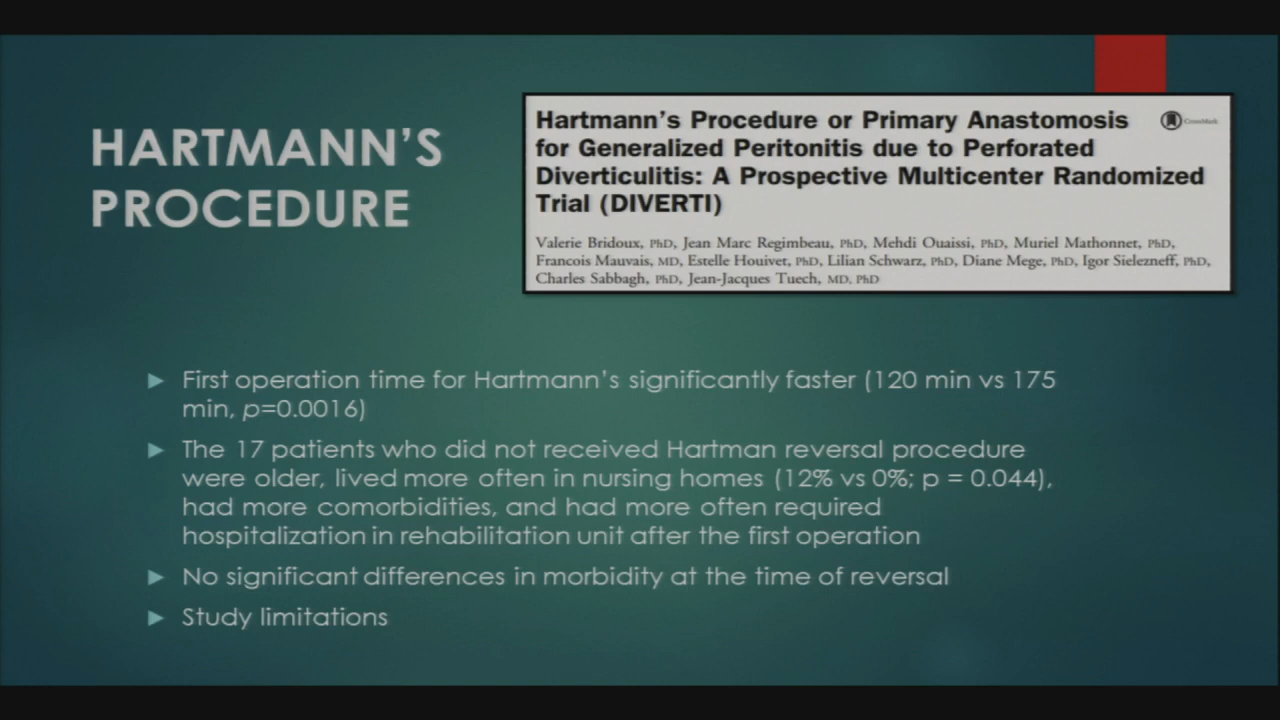 HARTMANN'S
PROCEDURE
Hartmann's Procedure or Primary Anastomosis
for Generalized Peritonitis due to Perforated
Diverticulitis: A Prospective Multicenter Randomized
Trial (DIVERTI)
CrossMark
Valerie Bridoux, PhD, Jean Marc Regimbeau, PhD, Mehdi Ouaissi, PhD, Muriel Mathonnet, PhD,
Francois Mauvais, MD, Estelle Houivet, PhD, Lilian Schwarz, PhD, Diane Mege, PhD, Igor Sielezneff, PhD,
Charles Sabbagh, PhD, Jean-Jacques Tuech, MD, PhD
► First operation time for Hartmann's significantly faster (120 min vs 175
min, p=0.0016)
► The 17 patients who did not received Hartman reversal procedure
were older, lived more often in nursing homes (12% vs 0%; p = 0.044),
had more comorbidities, and had more often required
hospitalization in rehabilitation unit after the first operation
► No significant differences in morbidity at the time of reversal
► Study limitations